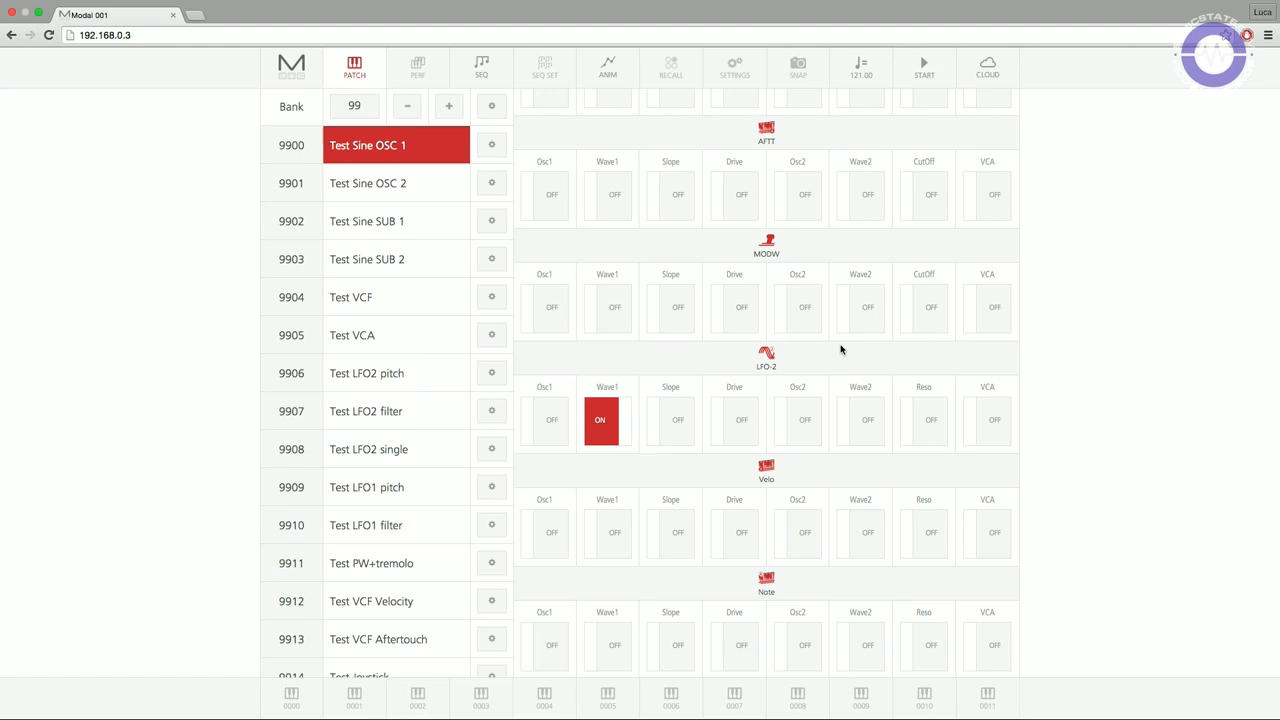 Modal 001
Luca
192.168.0.3
PATCH
PERF
SEQ
SEQ SET
ANIM
RECALL
SETTINGS
SNAP
121.00
START
CLOUD
Bank 99 - +
9900 Test Sine OSC 1
9901 Test Sine OSC 2
9902 Test Sine SUB 1
9903 Test Sine SUB 2
9904 Test VCF
9905 Test VCA
9906 Test LFO2 pitch
9907 Test LFO2 filter
9908 Test LFO2 single
9909 Test LFO1 pitch
9910 Test LFO1 filter
9911 Test PW+tremolo
9912 Test VCF Velocity
9913 Test VCF Aftertouch
9914 Test Joystick
AFTT
Osc1 Wave1 Slope Drive Osc2 Wave2 CutOff VCA
OFF OFF OFF OFF OFF OFF OFF OFF
MODW
Osc1 Wave1 Slope Drive Osc2 Wave2 CutOff VCA
OFF OFF OFF OFF OFF OFF OFF OFF
LFO-2
Osc1 Wave1 Slope Drive Osc2 Wave2 Reso VCA
OFF ON OFF OFF OFF OFF OFF OFF
Velo
Osc1 Wave1 Slope Drive Osc2 Wave2 Reso VCA
OFF OFF OFF OFF OFF OFF OFF OFF
Note
Osc1 Wave1 Slope Drive Osc2 Wave2 Reso VCA
OFF OFF OFF OFF OFF OFF OFF OFF
0000 0001 0002 0003 0004 0005 0006 0007 0008 0009 0010 0011